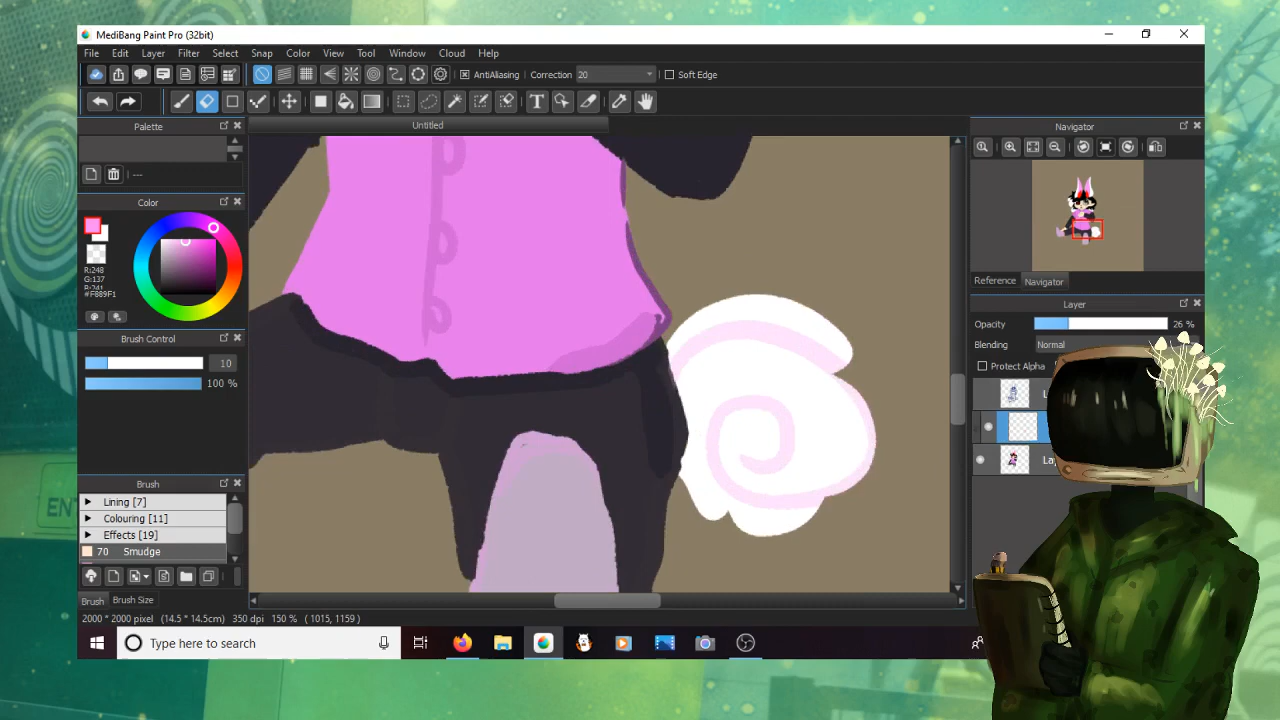 MediBang Paint Pro (32bit)
File Edit Layer Filter Select Snap Color View Tool Window Cloud Help
AntiAliasing Correction 20 Soft Edge
Palette
Untitled
Navigator
---
Color
R:248
G:137
B:241
#F889F1
Reference Navigator
Layer
Opacity 26 %
Brush Control
Blending Normal
10
Protect Alpha
100 %
Brush
Lining [7]
Colouring [11]
Effects [19]
70 Smudge
Brush Brush Size
2000 * 2000 pixel (14.5 * 14.5cm) 350 dpi 150 % ( 1015, 1159 )
Type here to search